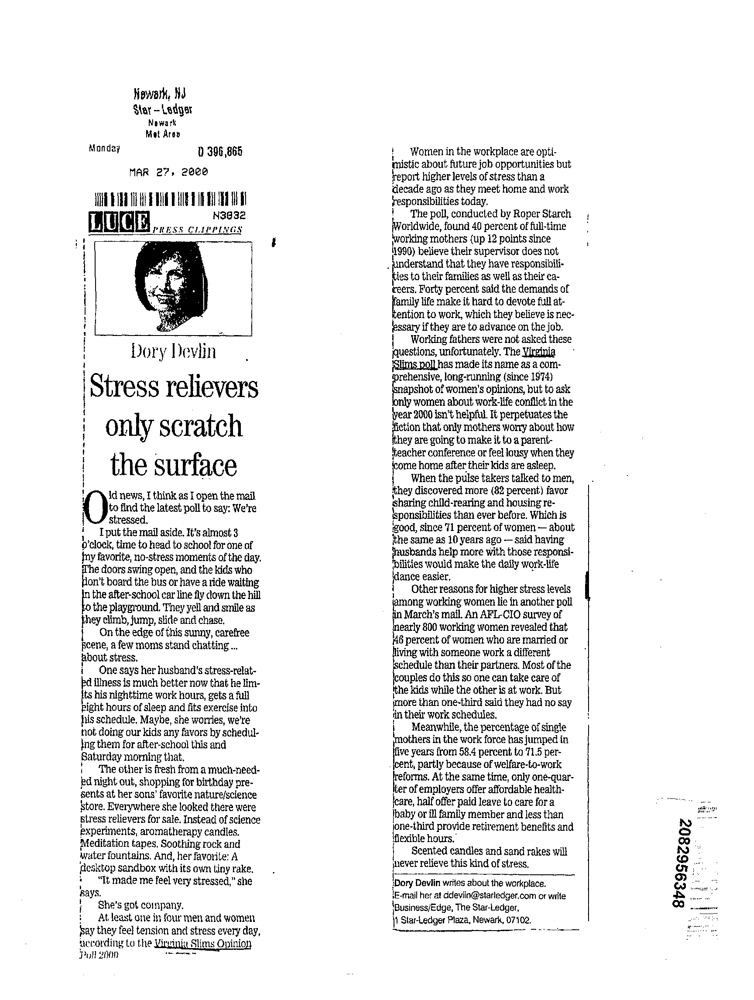 Newark, NJ
Star-Ledger
Newark
Met Area
Monday D 396,865
MAR 27, 2000
N3032
LUCE
PRESS CLIPPINGS
Dory Devlin
Stress relievers
only scratch
the surface
Old news, I think as I open the mail
to find the latest poll to say: We're
stressed.
I put the mail aside. It's almost 3
o'clock, time to head to school for one of
my favorite, no-stress moments of the day.
The doors swing open, and the kids who
don't board the bus or have a ride waiting
in the after-school car line fly down the hill
to the playground. They yell and smile as
they climb, jump, slide and chase.
On the edge of this sunny, carefree
scene, a few moms stand chatting ...
about stress.
One says her husband's stress-relat-
ed illness is much better now that he lim-
its his nighttime work hours, gets a full
eight hours of sleep and fits exercise into
his schedule. Maybe, she worries, we're
not doing our kids any favors by schedul-
ing them for after-school this and
Saturday morning that.
The other is fresh from a much-need-
ed night out, shopping for birthday pre-
sents at her sons' favorite nature/science
store. Everywhere she looked there were
stress relievers for sale. Instead of science
experiments, aromatherapy candles.
Meditation tapes. Soothing rock and
water fountains. And, her favorite: A
desktop sandbox with its own tiny rake.
"It made me feel very stressed," she
says.
She's got company.
At least one in four men and women
say they feel tension and stress every day,
according to the Virginia Slims Opinion
Poll 2000
Women in the workplace are opti-
mistic about future job opportunities but
report higher levels of stress than a
decade ago as they meet home and work
responsibilities today.
The poll, conducted by Roper Starch
Worldwide, found 40 percent of full-time
working mothers (up 12 points since
1990) believe their supervisor does not
understand that they have responsibili-
ties to their families as well as their ca-
reers. Forty percent said the demands of
family life make it hard to devote full at-
tention to work, which they believe is nec-
essary if they are to advance on the job.
Working fathers were not asked these
questions, unfortunately. The Virginia
Slims poll has made its name as a com-
prehensive, long-running (since 1974)
snapshot of women's opinions, but to ask
only women about work-life conflict in the
year 2000 isn't helpful. It perpetuates the
fiction that only mothers worry about how
they are going to make it to a parent-
teacher conference or feel lousy when they
come home after their kids are asleep.
When the pulse takers talked to men,
they discovered more (82 percent) favor
sharing child-rearing and housing re-
sponsibilities than ever before. Which is
good, since 71 percent of women — about
the same as 10 years ago — said having
husbands help more with those responsi-
bilities would make the daily work-life
dance easier.
Other reasons for higher stress levels
among working women lie in another poll
in March's mail. An AFL-CIO survey of
nearly 800 working women revealed that
46 percent of women who are married or
living with someone work a different
schedule than their partners. Most of the
couples do this so one can take care of
the kids while the other is at work. But
more than one-third said they had no say
in their work schedules.
Meanwhile, the percentage of single
mothers in the work force has jumped in
five years from 58.4 percent to 71.5 per-
cent, partly because of welfare-to-work
reforms. At the same time, only one-quar-
ter of employers offer affordable health-
care, half offer paid leave to care for a
baby or ill family member and less than
one-third provide retirement benefits and
flexible hours.
Scented candles and sand rakes will
never relieve this kind of stress.
Dory Devlin writes about the workplace.
E-mail her at ddevlin@starledger.com or write
Business/Edge, The Star-Ledger,
1 Star-Ledger Plaza, Newark, 07102.
2082956348